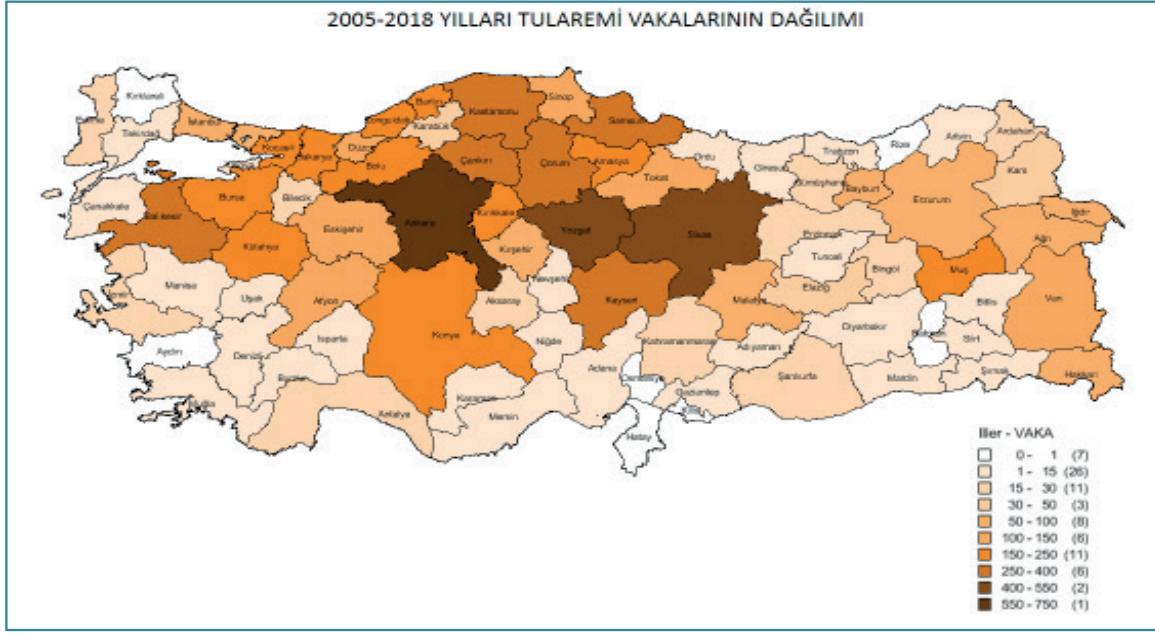 2005-2018 YILLARI TULAREMİ VAKALARININ DAĞILIMI
Kırklareli
Tekirdağ
İstanbul
Kocaeli
Sakarya
Düzce
Zonguldak
Bartın
Karabük
Kastamonu
Sinop
Samsun
Bolu
Çankırı
Çorum
Amasya
Ordu
Giresun
Trabzon
Rize
Artvin
Ardahan
Kars
Çanakkale
Balıkesir
Bursa
Bilecik
Eskişehir
Ankara
Kırıkkale
Yozgat
Tokat
Sivas
Gümüşhane
Bayburt
Erzurum
Iğdır
Ağrı
Kütahya
Kırşehir
Nevşehir
Kayseri
Erzincan
Tunceli
Bingöl
Muş
Manisa
Uşak
Afyon
Konya
Aksaray
Malatya
Elazığ
Bitlis
Van
İzmir
Aydın
Denizli
Isparta
Niğde
Kahramanmaraş
Adıyaman
Diyarbakır
Siirt
Hakkari
Muğla
Antalya
Karaman
Mersin
Adana
Gaziantep
Şanlıurfa
Mardin
Şırnak
Kilis
Hatay
İller - VAKA
0 - 1 (7)
1 - 15 (26)
15 - 30 (11)
30 - 50 (3)
50 - 100 (8)
100 - 150 (6)
150 - 250 (11)
250 - 400 (6)
400 - 550 (2)
550 - 750 (1)